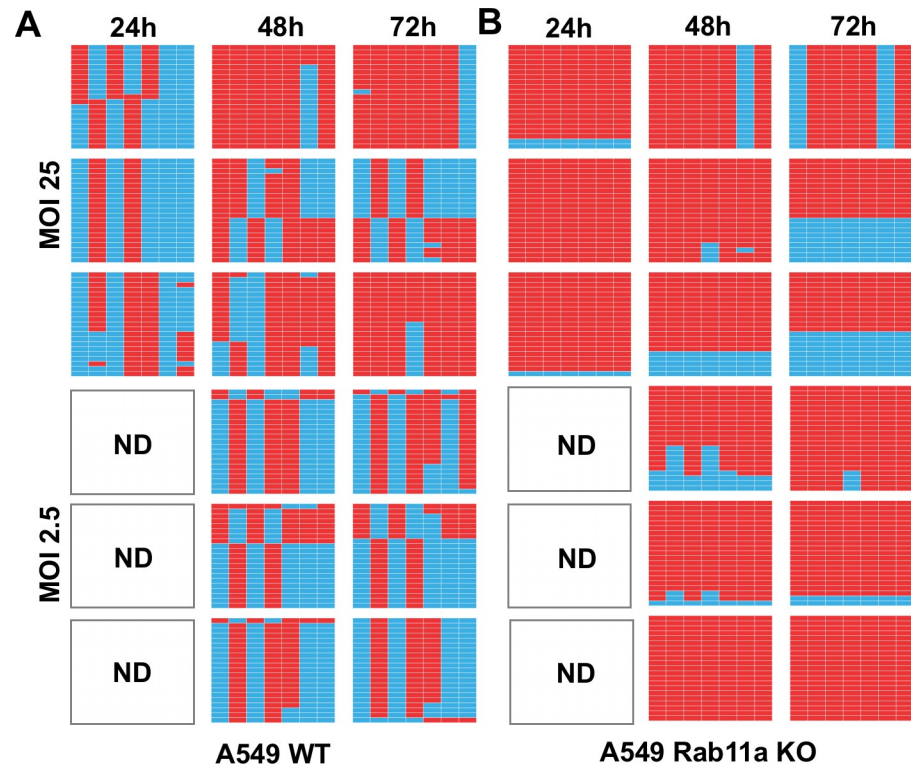 A
24h 48h 72h
B
24h 48h 72h
MOI 25
MOI 2.5
ND
ND
ND
ND
ND
ND
A549 WT
A549 Rab11a KO